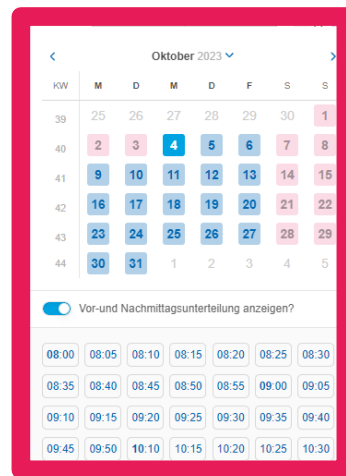 Oktober 2023
KW M D M D F S S
39 25 26 27 28 29 30 1
40 2 3 4 5 6 7 8
41 9 10 11 12 13 14 15
42 16 17 18 19 20 21 22
43 23 24 25 26 27 28 29
44 30 31 1 2 3 4 5
Vor-und Nachmittagsunterteilung anzeigen?
08:00 08:05 08:10 08:15 08:20 08:25 08:30
08:35 08:40 08:45 08:50 08:55 09:00 09:05
09:10 09:15 09:20 09:25 09:30 09:35 09:40
09:45 09:50 10:10 10:15 10:20 10:25 10:30